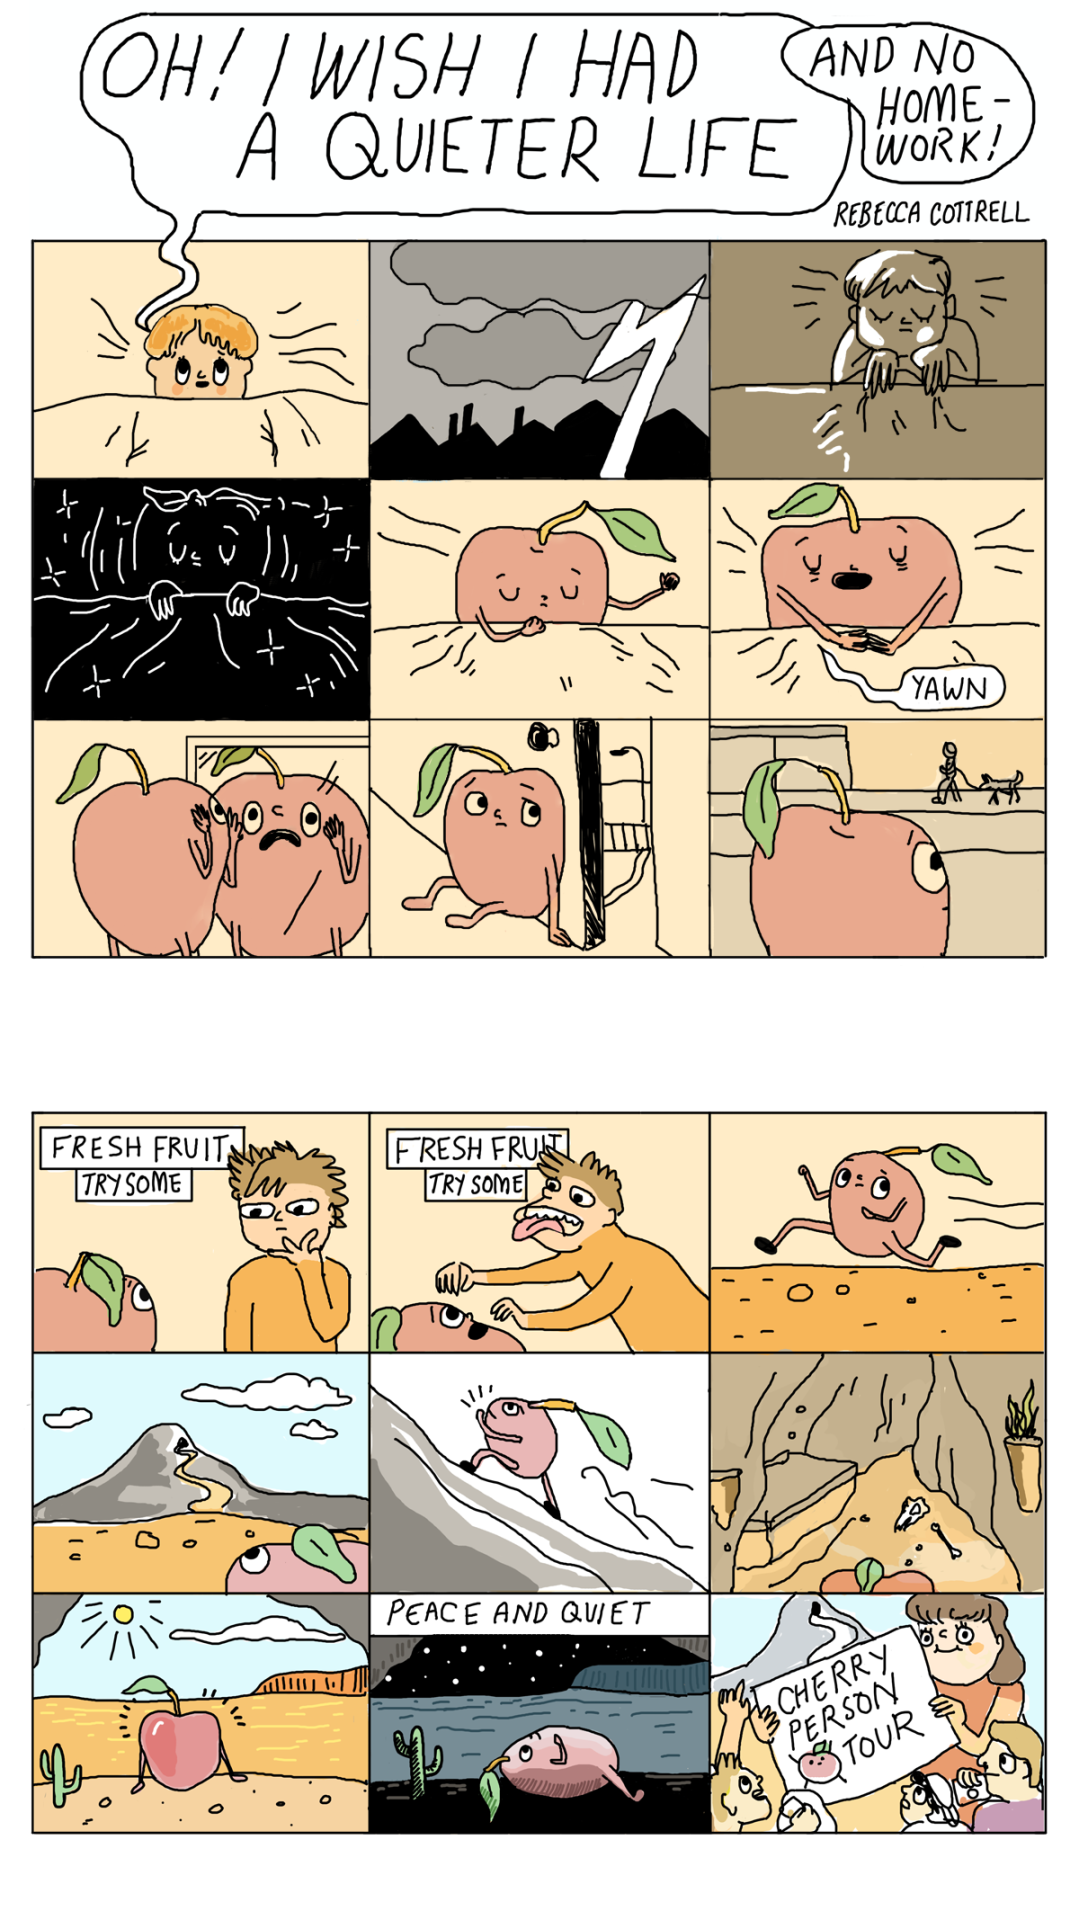 OH! I WISH I HAD
A QUIETER LIFE
AND NO
HOME-
WORK!
REBECCA COTTRELL
YAWN
FRESH FRUIT
TRY SOME
FRESH FRUIT
TRY SOME
PEACE AND QUIET
CHERRY
PERSON
TOUR